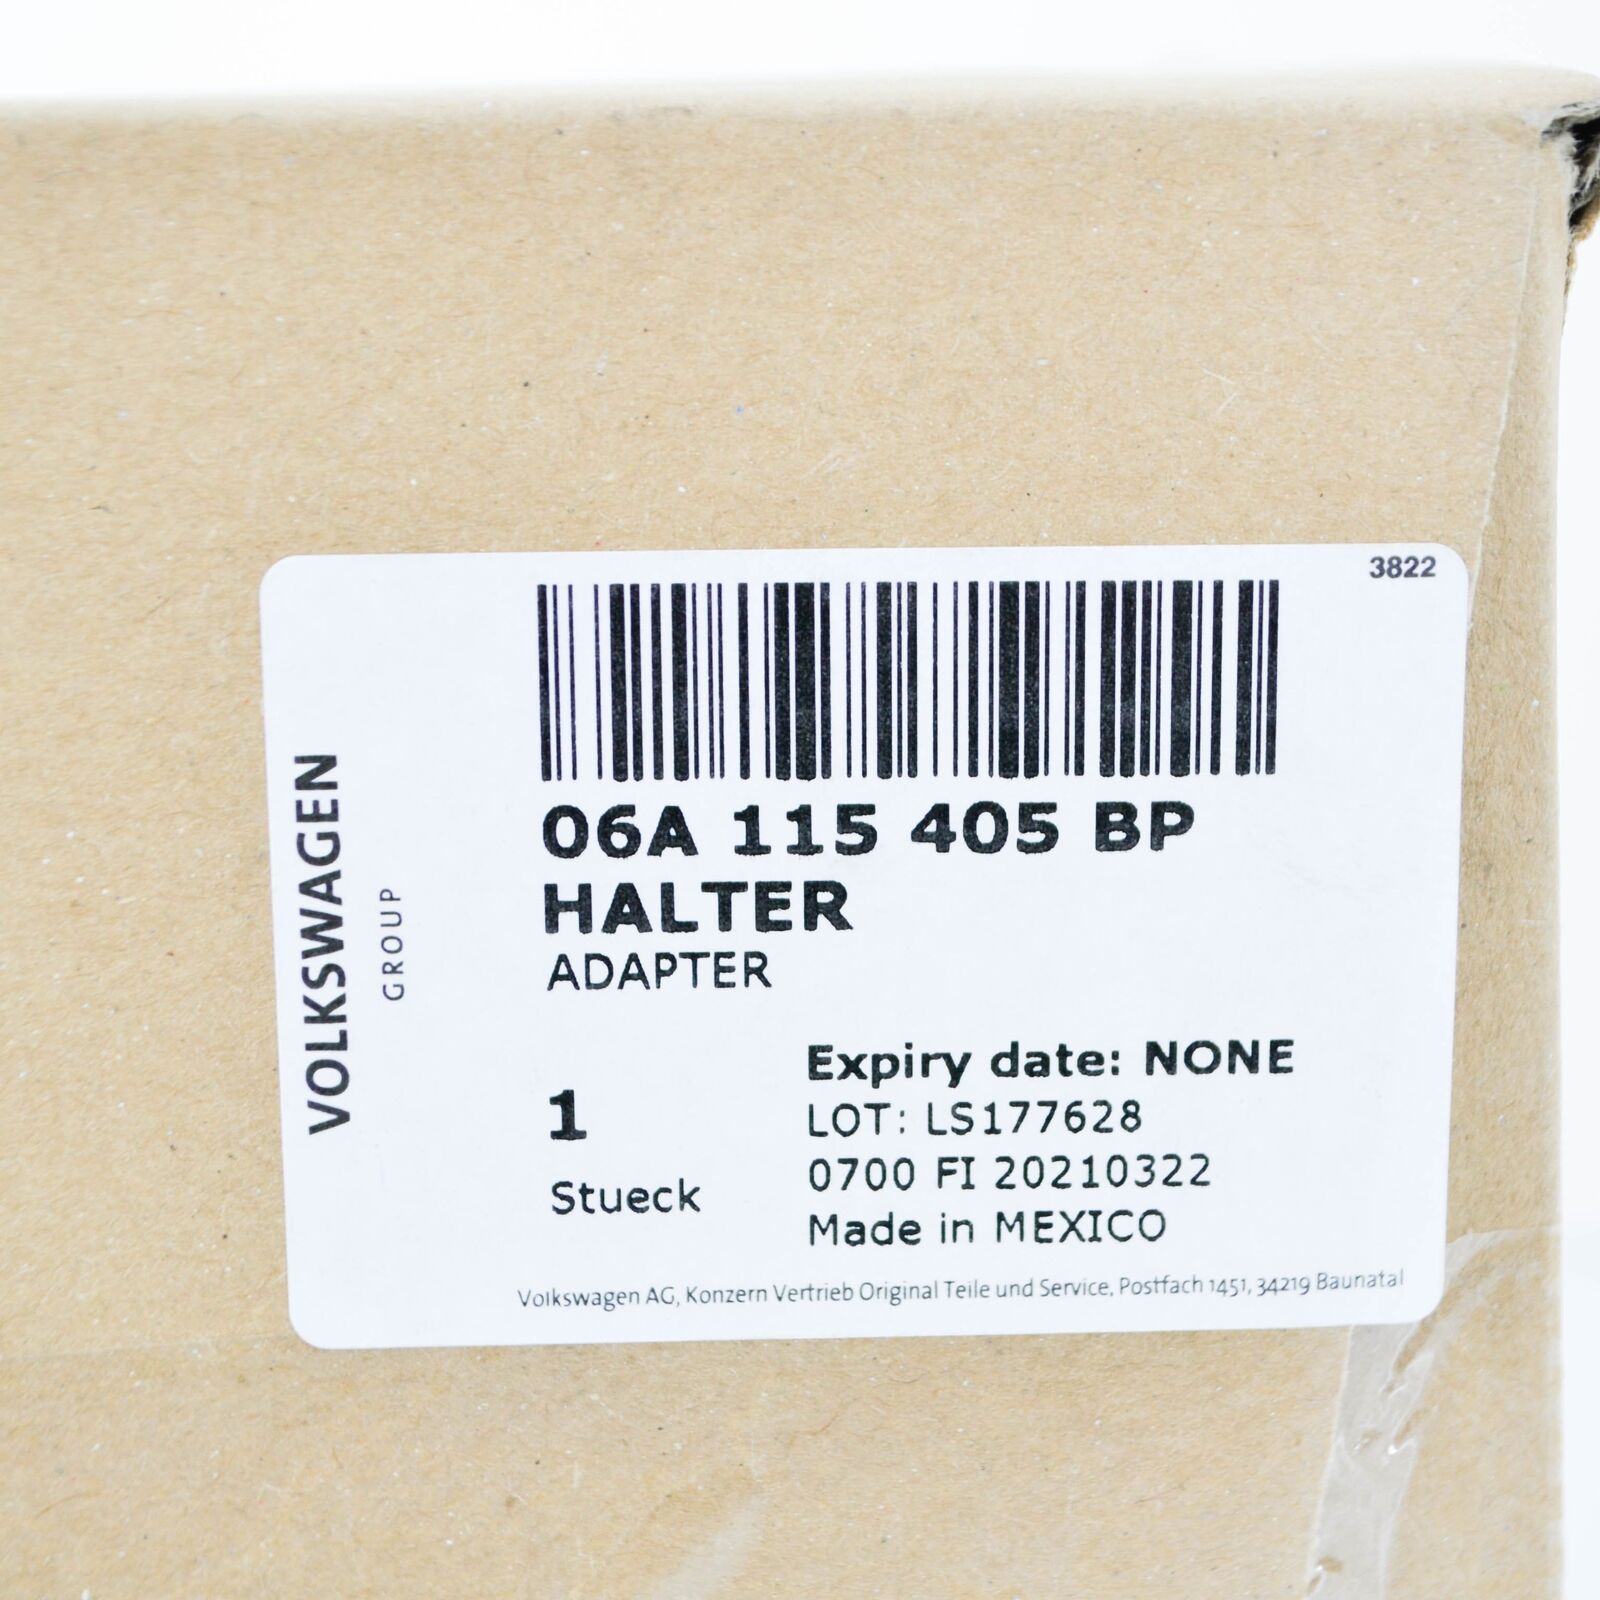 3822
VOLKSWAGEN
GROUP
06A 115 405 BP
HALTER
ADAPTER
1
Stueck
Expiry date: NONE
LOT: LS177628
0700 FI 20210322
Made in MEXICO
Volkswagen AG, Konzern Vertrieb Original Teile und Service, Postfach 1451, 34219 Baunatal